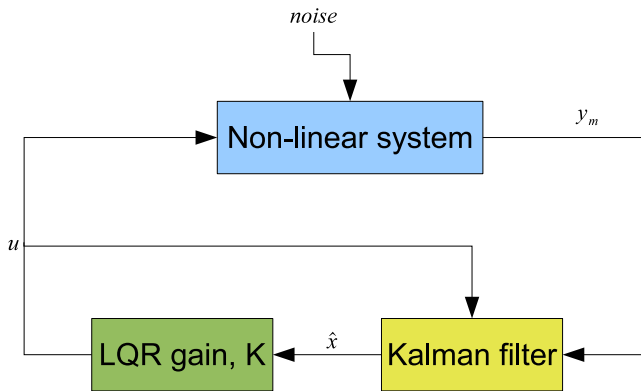 noise
Non-linear system
y_m
u
LQR gain, K
x̂
Kalman filter